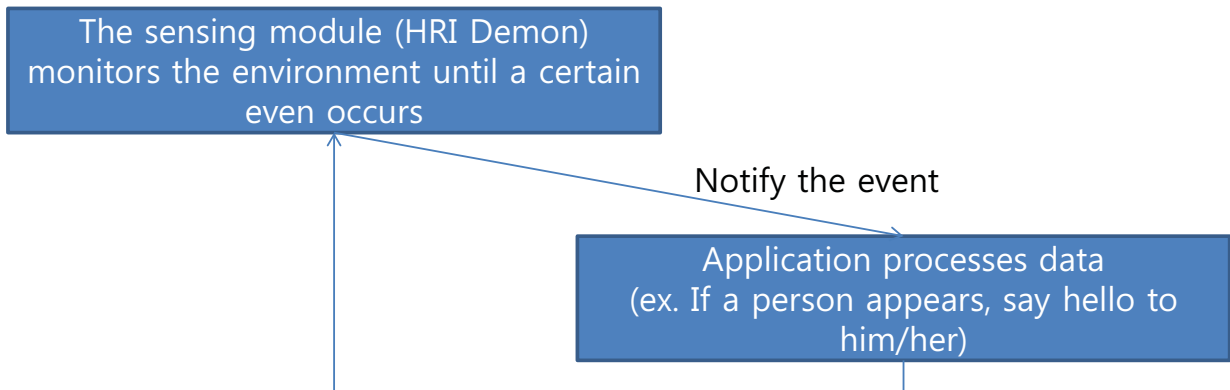 The sensing module (HRI Demon)
monitors the environment until a certain
even occurs
Notify the event
Application processes data
(ex. If a person appears, say hello to
him/her)